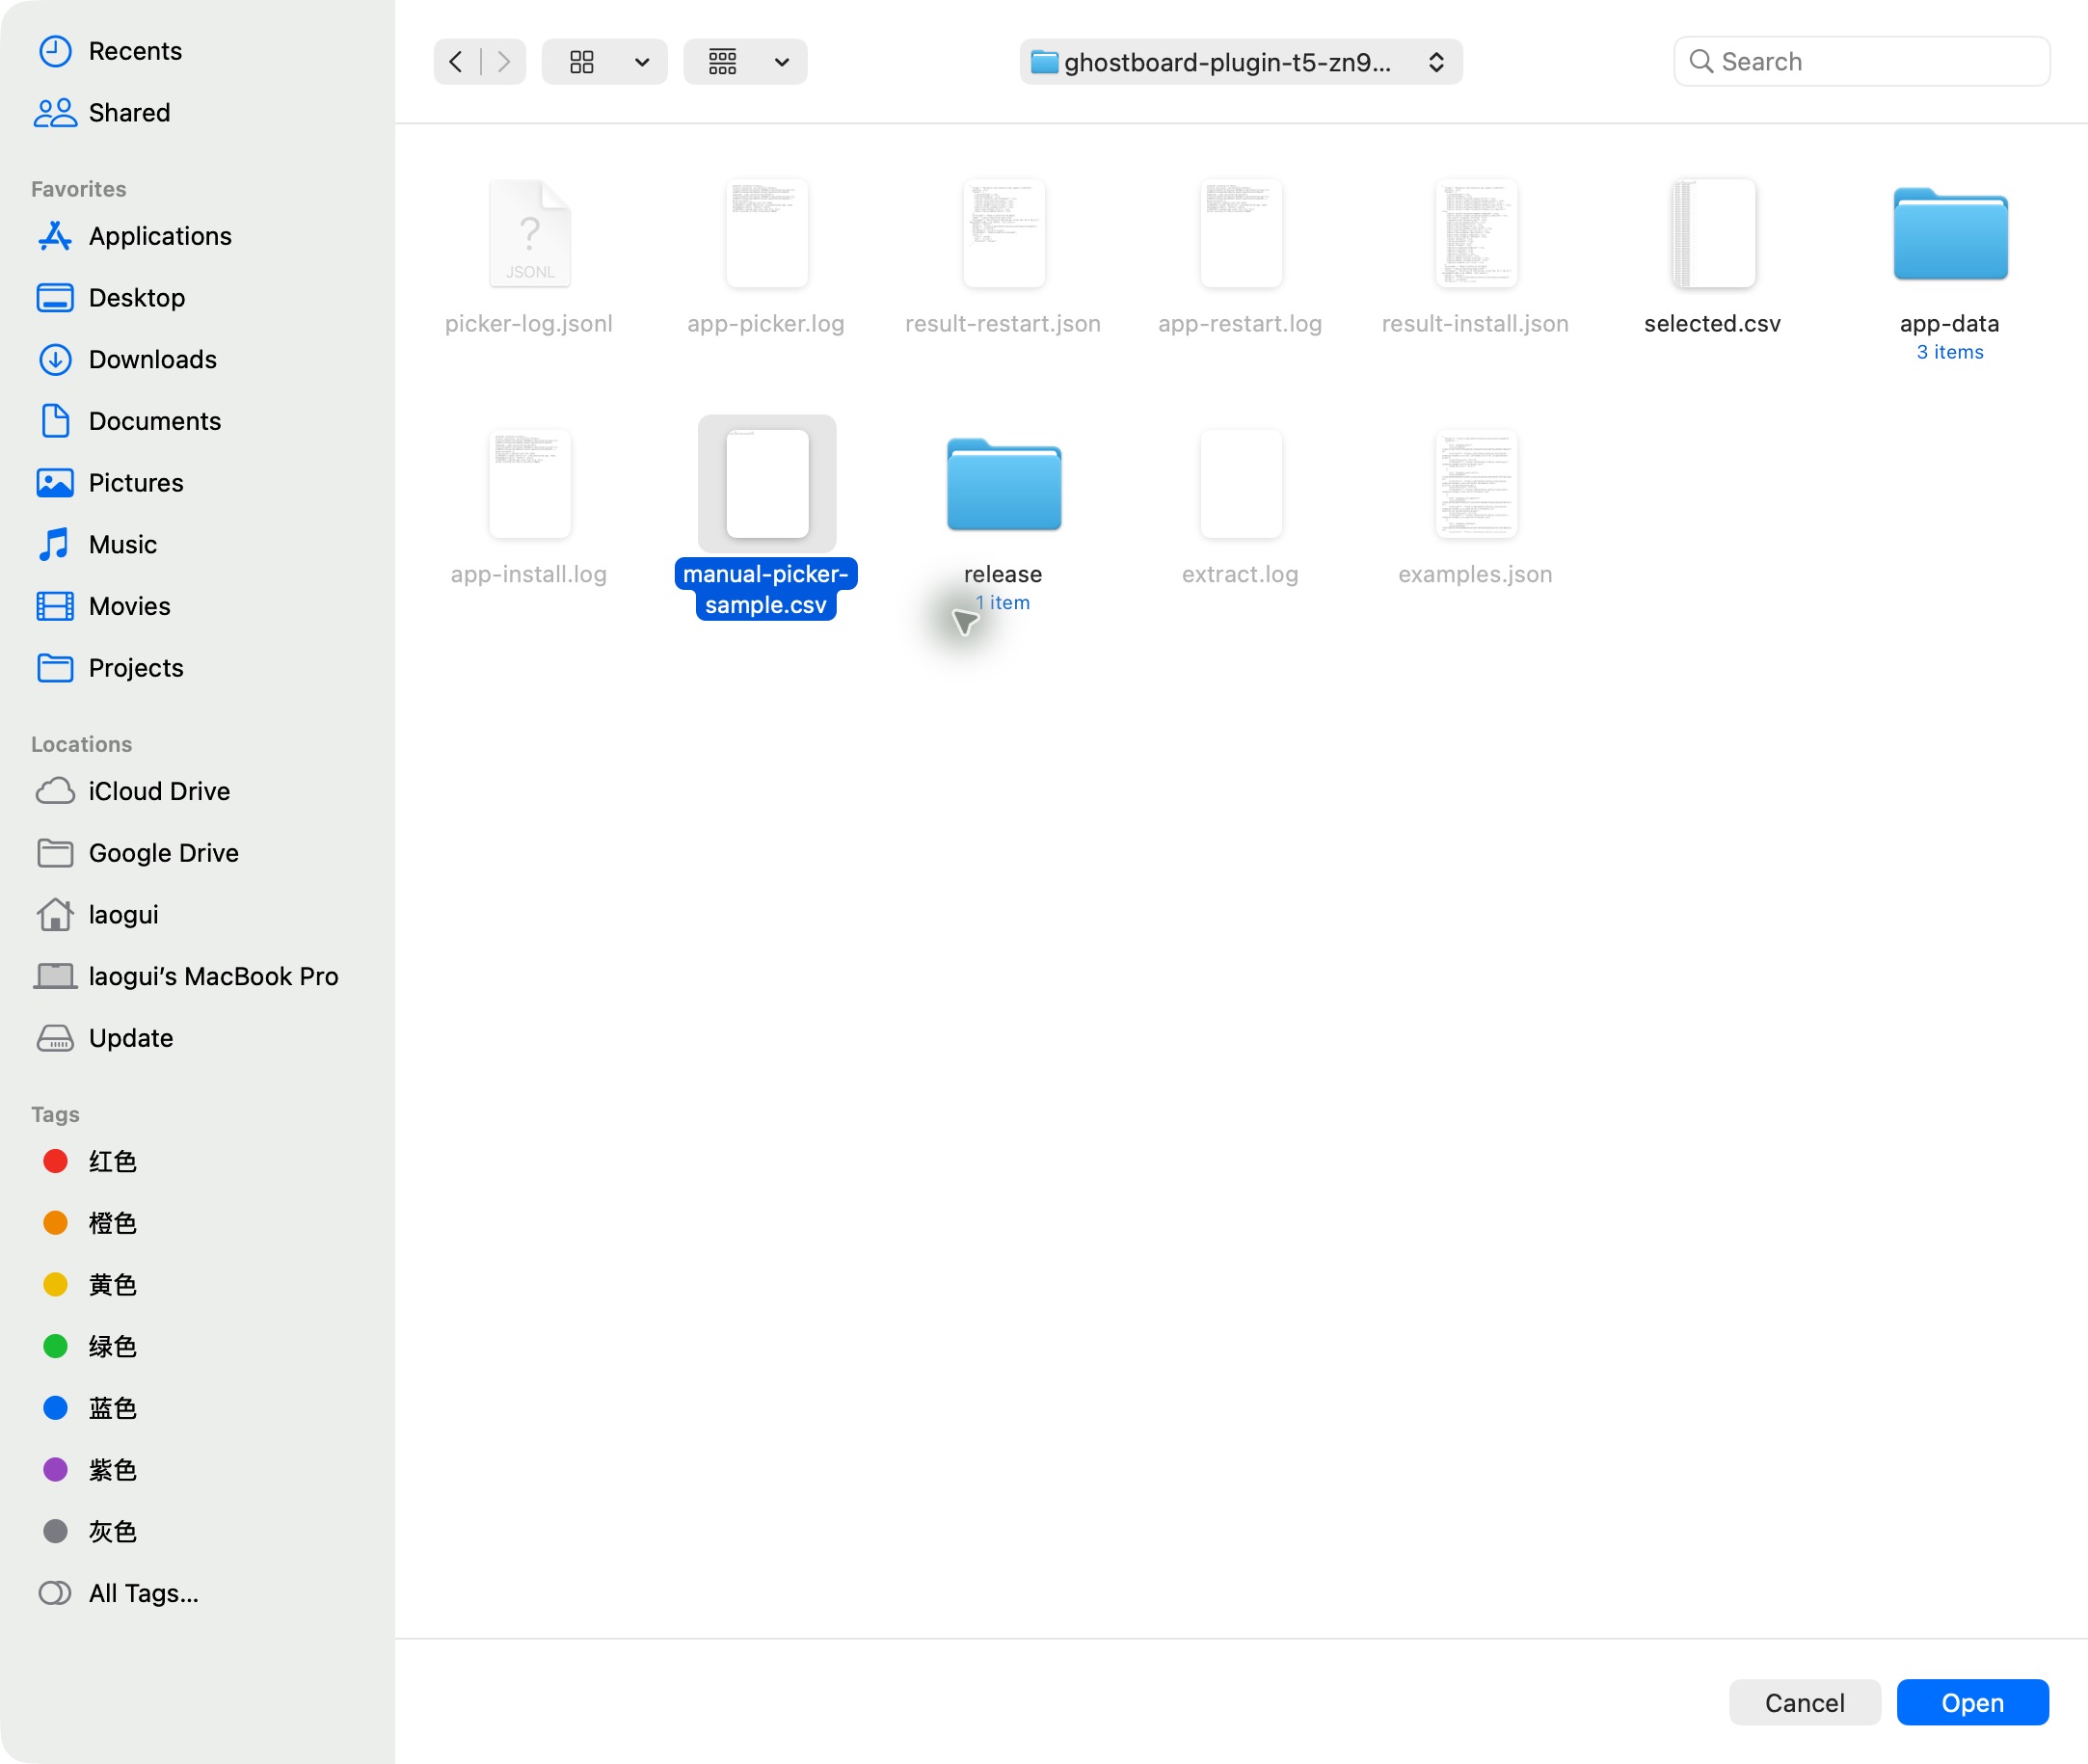 Recents
Shared
Favorites
Applications
Desktop
Downloads
Documents
Pictures
Music
Movies
Projects
Locations
iCloud Drive
Google Drive
laogui
laogui’s MacBook Pro
Update
Tags
红色
橙色
黄色
绿色
蓝色
紫色
灰色
All Tags...
ghostboard-plugin-t5-zn9...
Search
JSONL
picker-log.jsonl
app-picker.log
result-restart.json
app-restart.log
result-install.json
selected.csv
app-data
3 items
app-install.log
manual-picker-
sample.csv
release
1 item
extract.log
examples.json
Cancel
Open